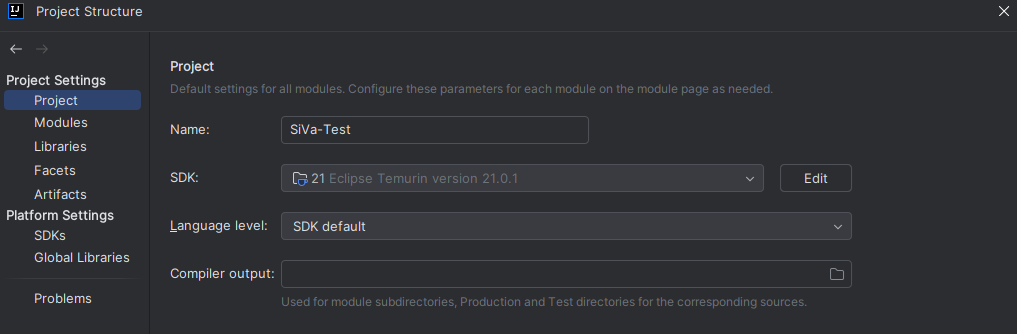 IJ Project Structure
Project Settings
Project
Modules
Libraries
Facets
Artifacts
Platform Settings
SDKs
Global Libraries
Problems
Project
Default settings for all modules. Configure these parameters for each module on the module page as needed.
Name: SiVa-Test
SDK: 21 Eclipse Temurin version 21.0.1 Edit
Language level: SDK default
Compiler output:
Used for module subdirectories, Production and Test directories for the corresponding sources.